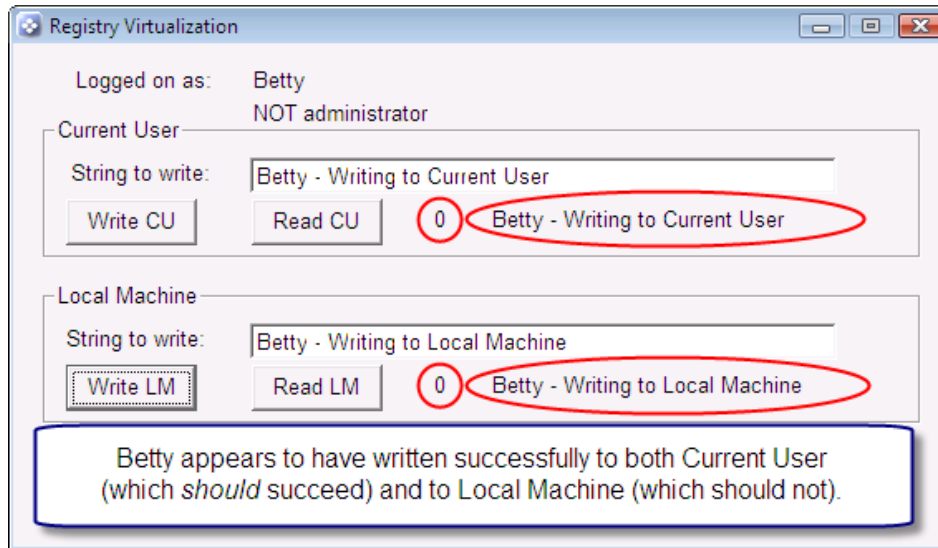 Registry Virtualization
Logged on as: Betty
NOT administrator
Current User
String to write: Betty - Writing to Current User
Write CU Read CU 0 Betty - Writing to Current User
Local Machine
String to write: Betty - Writing to Local Machine
Write LM Read LM 0 Betty - Writing to Local Machine
Betty appears to have written successfully to both Current User
(which should succeed) and to Local Machine (which should not).